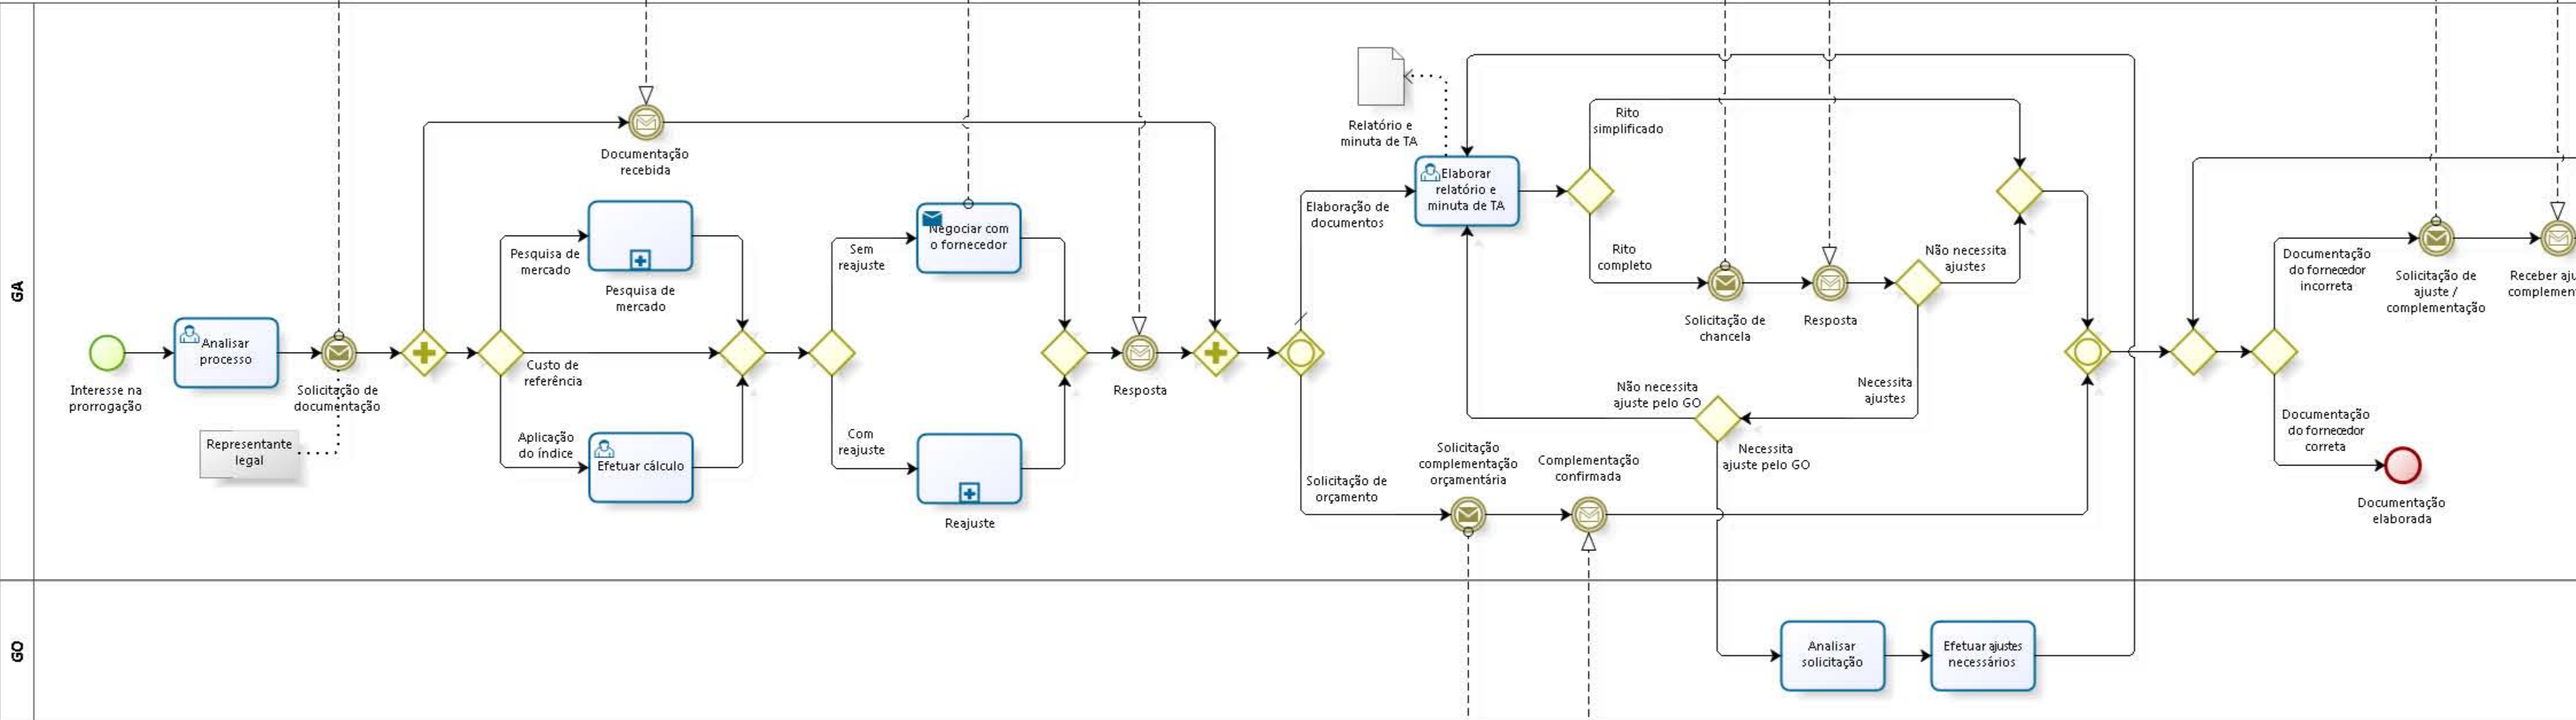 GA
Interesse na
prorrogação
Analisar
processo
Solicitação de
documentação
Representante
legal
Documentação
recebida
Pesquisa de
mercado
Pesquisa de
mercado
Custo de
referência
Aplicação
do índice
Efetuar cálculo
Sem
reajuste
Negociar com
o fornecedor
Com
reajuste
Reajuste
Resposta
Elaboração de
documentos
Solicitação de
orçamento
Relatório e
minuta de TA
Elaborar
relatório e
minuta de TA
Rito
simplificado
Rito
completo
Solicitação de
chancela
Resposta
Não necessita
ajustes
Necessita
ajustes
Não necessita
ajuste pelo GO
Necessita
ajuste pelo GO
Solicitação
complementação
orçamentária
Complementação
confirmada
Documentação
do fornecedor
incorreta
Solicitação de
ajuste /
complementação
Receber aju
complemen
Documentação
do fornecedor
correta
Documentação
elaborada
GO
Analisar
solicitação
Efetuar ajustes
necessários